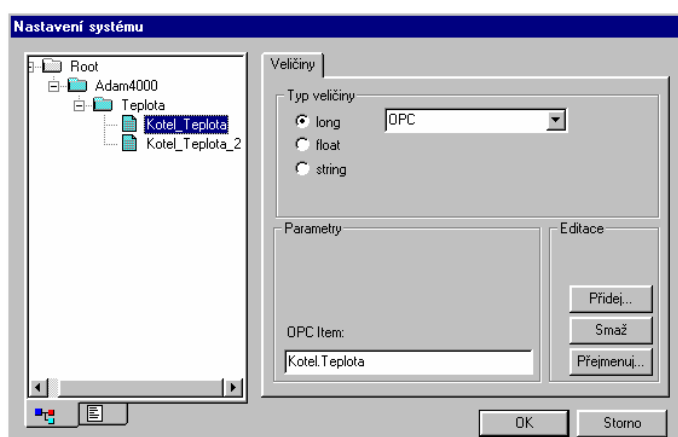 Nastavení systému
Root
Adam4000
Teplota
Kotel_Teplota
Kotel_Teplota_2
Veličiny
Typ veličiny
long
OPC
float
string
Parametry
OPC Item:
Kotel.Teplota
Editace
Přidej...
Smaž
Přejmenuj...
OK
Storno